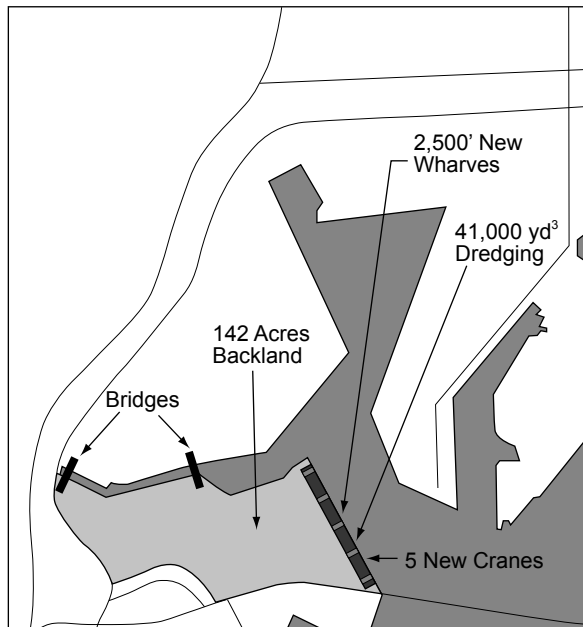 2,500’ New
Wharves
41,000 yd³
Dredging
142 Acres
Backland
Bridges
5 New Cranes